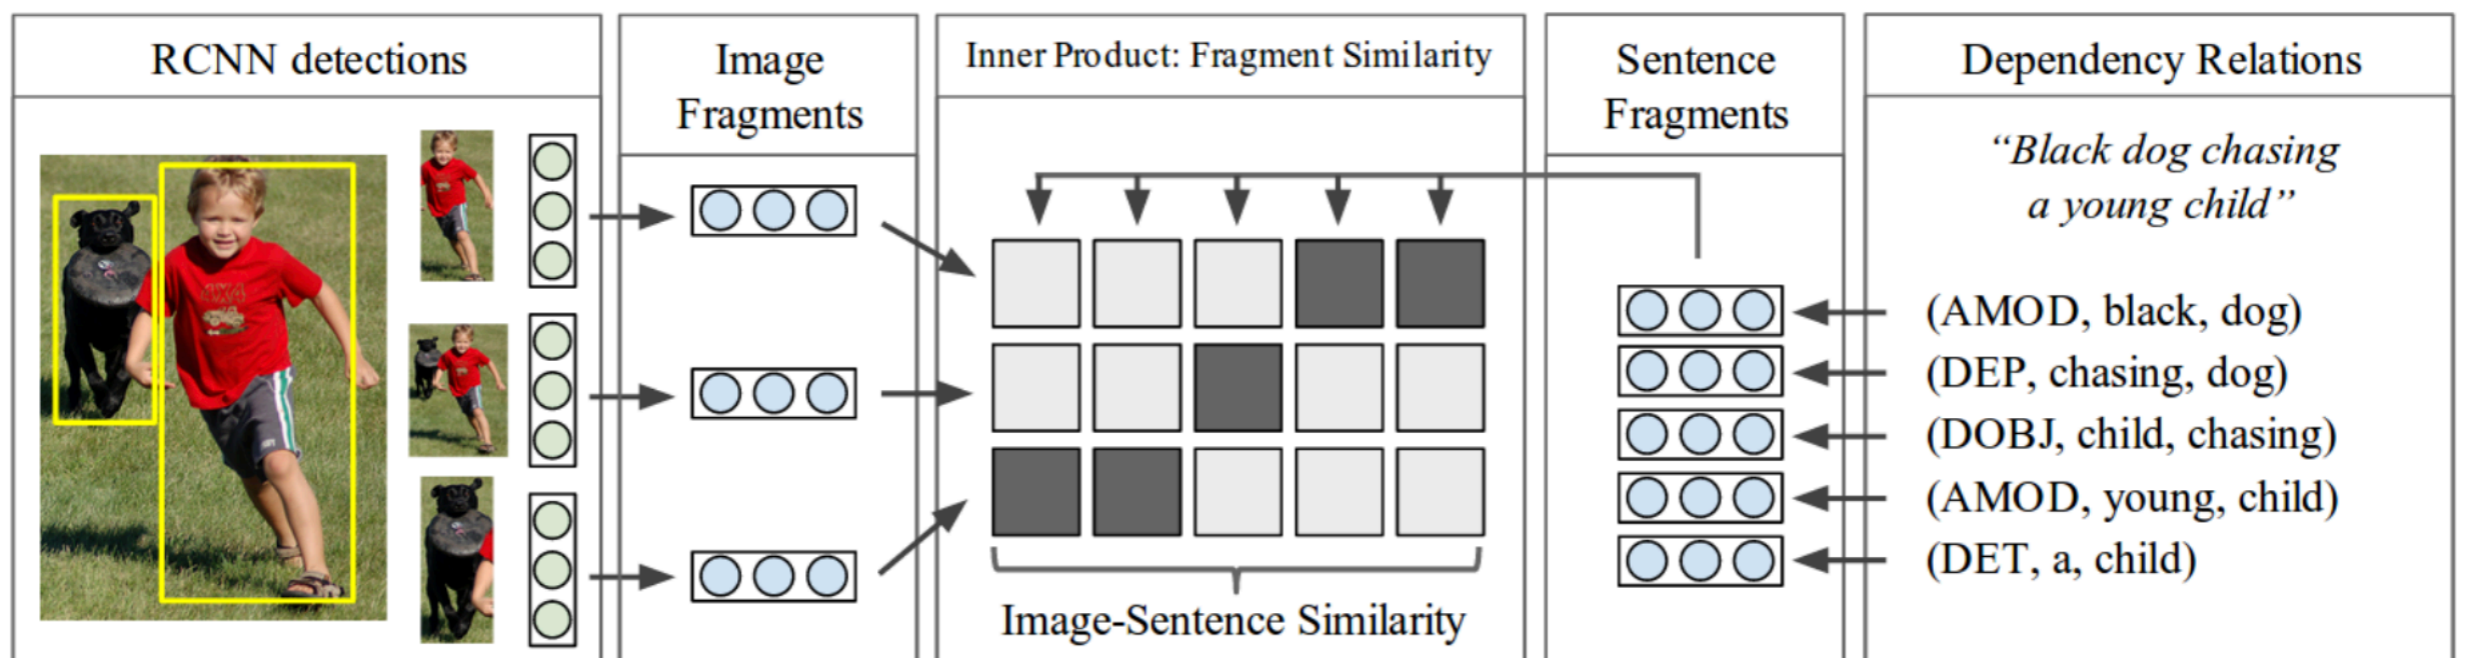 RCNN detections
Image
Fragments
Inner Product: Fragment Similarity
Sentence
Fragments
Dependency Relations
“Black dog chasing
a young child”
4X4
(AMOD, black, dog)
(DEP, chasing, dog)
(DOBJ, child, chasing)
(AMOD, young, child)
(DET, a, child)
Image-Sentence Similarity